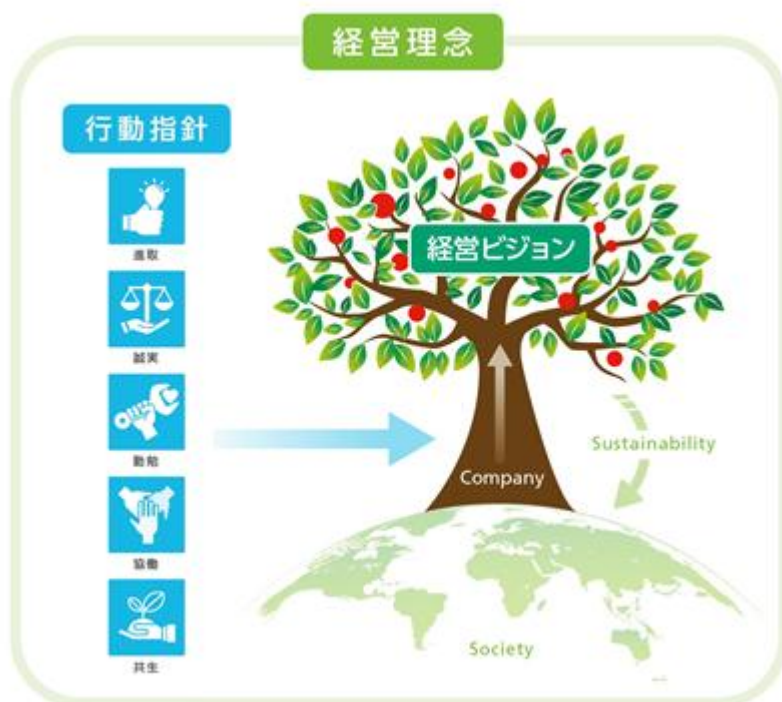 経営理念
行動指針
進取
誠実
勤勉
協働
共生
経営ビジョン
Sustainability
Company
Society